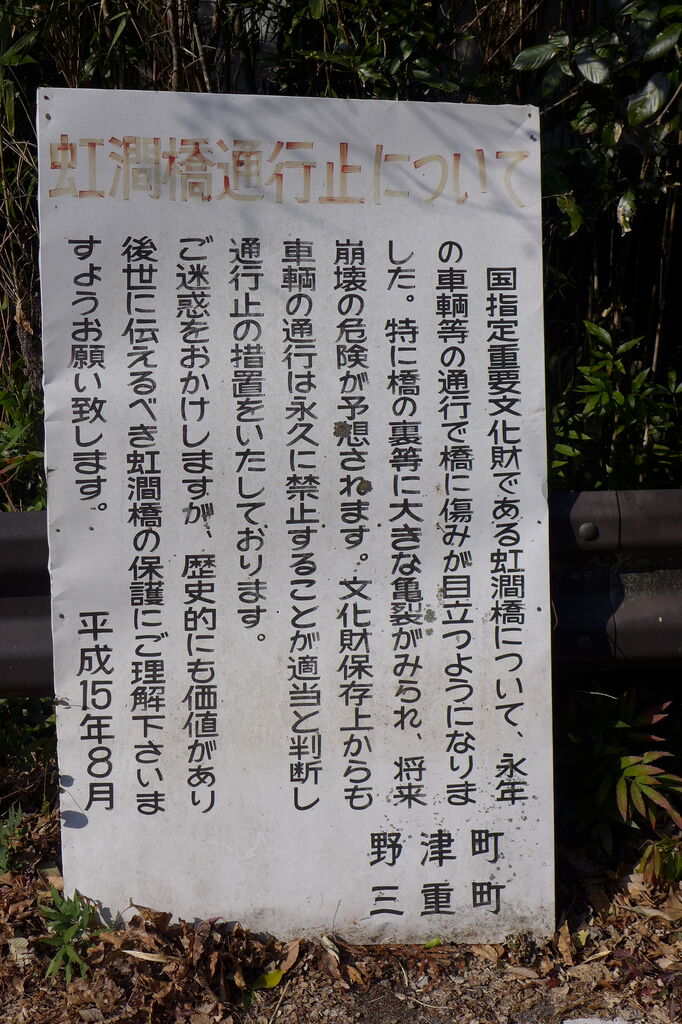 虹澗橋通行止について
国指定重要文化財である虹澗橋について、永年
の車輌等の通行で橋に傷みが目立つようになりま
した。特に橋の裏等に大きな亀裂がみられ、将来
崩壊の危険が予想されます。文化財保存上からも
車輌の通行は永久に禁止することが適当と判断し
通行止の措置をいたしております。
ご迷惑をおかけしますが、歴史的にも価値があり
後世に伝えるべき虹澗橋の保護にご理解下さいま
すようお願い致します。 平成15年8月
野津町
三重町